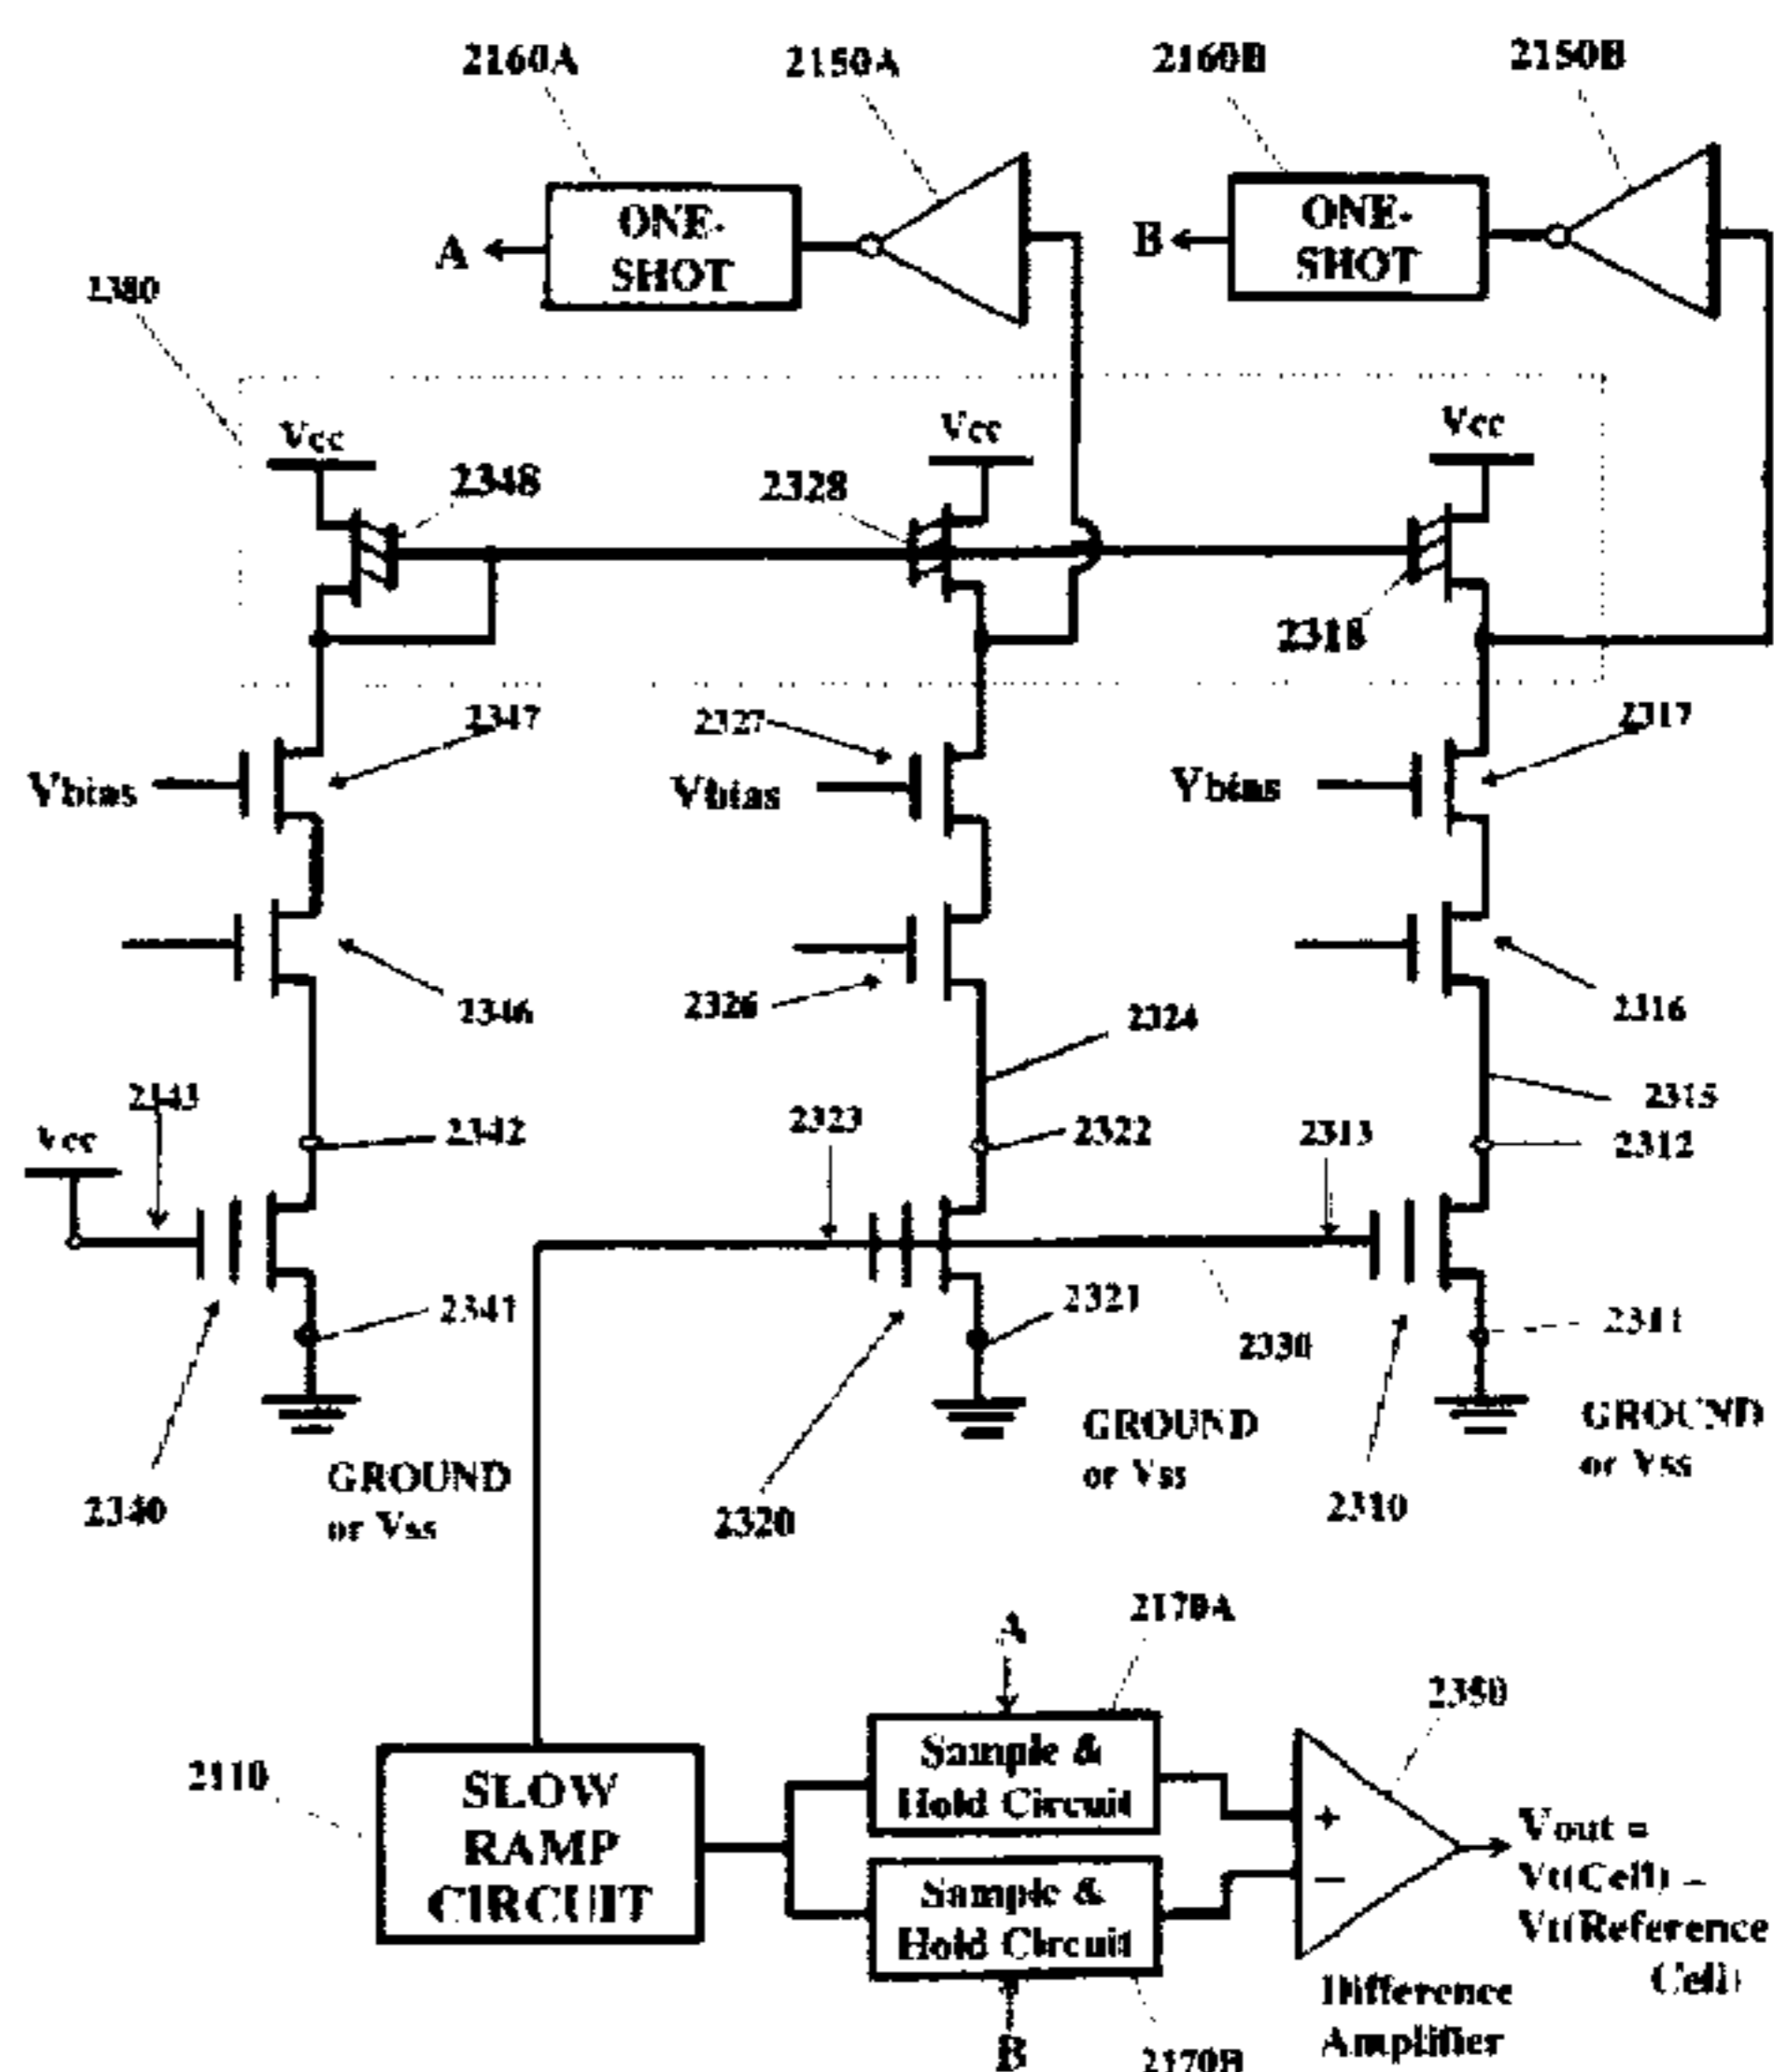 2160A
2150A
2160B
2150B
ONE-
SHOT
ONE-
SHOT
A
B
2380
Vcc
Vcc
Vcc
2348
2328
2318
2347
2327
2317
Vbias
Vbias
Vbias
2346
2326
2316
2324
2315
2343
Vcc
2342
2323
2322
2313
2312
2341
2321
2330
2311
2340
GROUND
or Vss
2320
GROUND
or Vss
2310
GROUND
or Vss
A
2170A
2350
2110
SLOW
RAMP
CIRCUIT
Sample &
Hold Circuit
Sample &
Hold Circuit
+
–
Vout =
Vt(Cell) –
Vt(Reference
Cell)
Difference
Amplifier
B
2170B